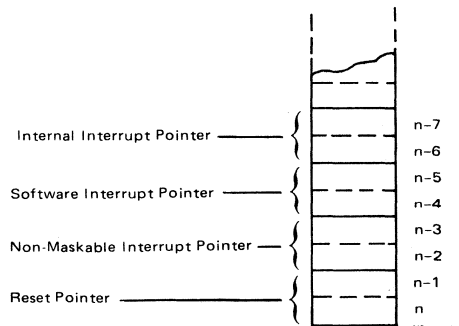 n-7
Internal Interrupt Pointer
n-6
n-5
Software Interrupt Pointer
n-4
n-3
Non-Maskable Interrupt Pointer
n-2
n-1
Reset Pointer
n